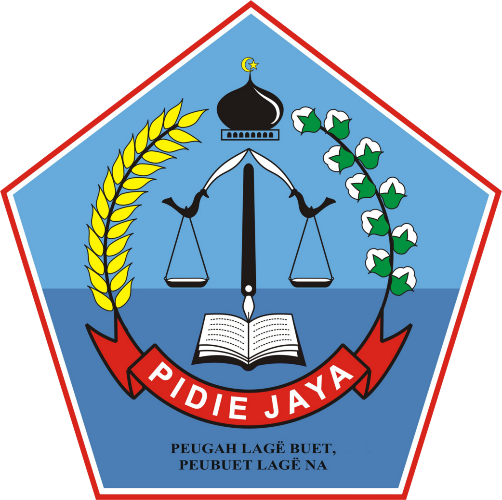 PIDIE JAYA
PEUGAH LAGË BUET,
PEUBUET LAGË NA